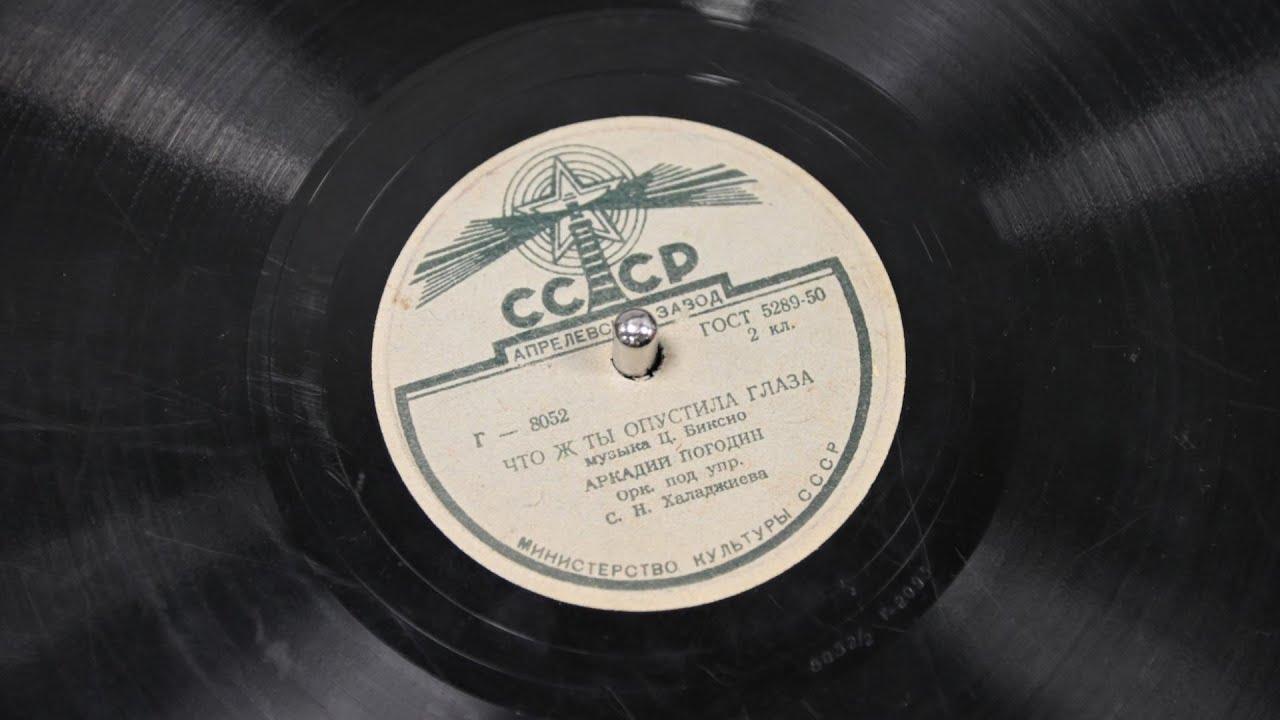 СССР
АПРЕЛЕВСКИЙ ЗАВОД
ГОСТ 5289-50
2 кл.
Г — 8052
ЧТО Ж ТЫ ОПУСТИЛА ГЛАЗА
музыка Ц. Биксио
АРКАДИЙ ПОГОДИН
Орк. под упр.
С. Н. Халаджиева
МИНИСТЕРСТВО КУЛЬТУРЫ СССР